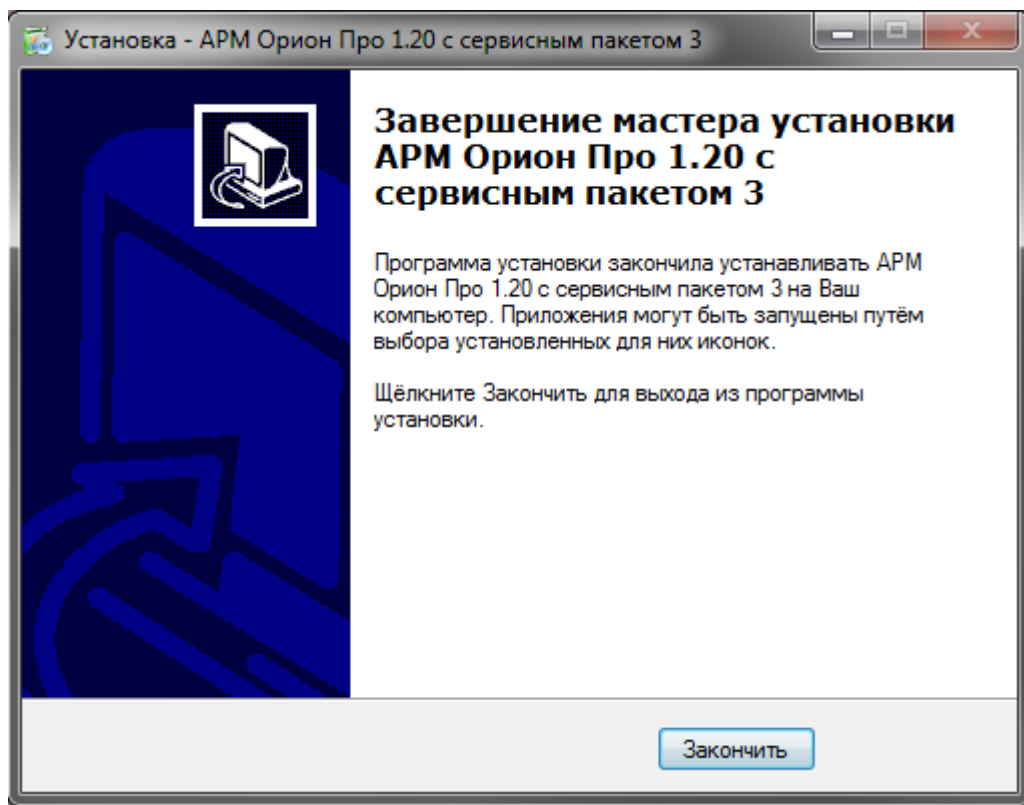 Установка - АРМ Орион Про 1.20 с сервисным пакетом 3
Завершение мастера установки
АРМ Орион Про 1.20 с
сервисным пакетом 3
Программа установки закончила устанавливать АРМ
Орион Про 1.20 с сервисным пакетом 3 на Ваш
компьютер. Приложения могут быть запущены путём
выбора установленных для них иконок.
Щёлкните Закончить для выхода из программы
установки.
Закончить